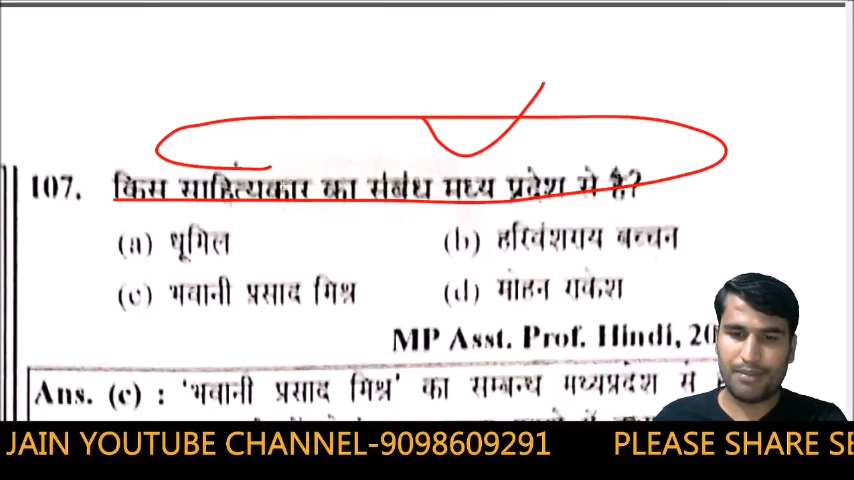 107. किस साहित्यकार का संबंध मध्य प्रदेश से है?
(a) धूमिल (b) हरिवंशराय बच्चन
(c) भवानी प्रसाद मिश्र (d) मोहन राकेश
MP Asst. Prof. Hindi, 20
Ans. (c) : 'भवानी प्रसाद मिश्र' का सम्बन्ध मध्यप्रदेश से
JAIN YOUTUBE CHANNEL-9098609291 PLEASE SHARE SE